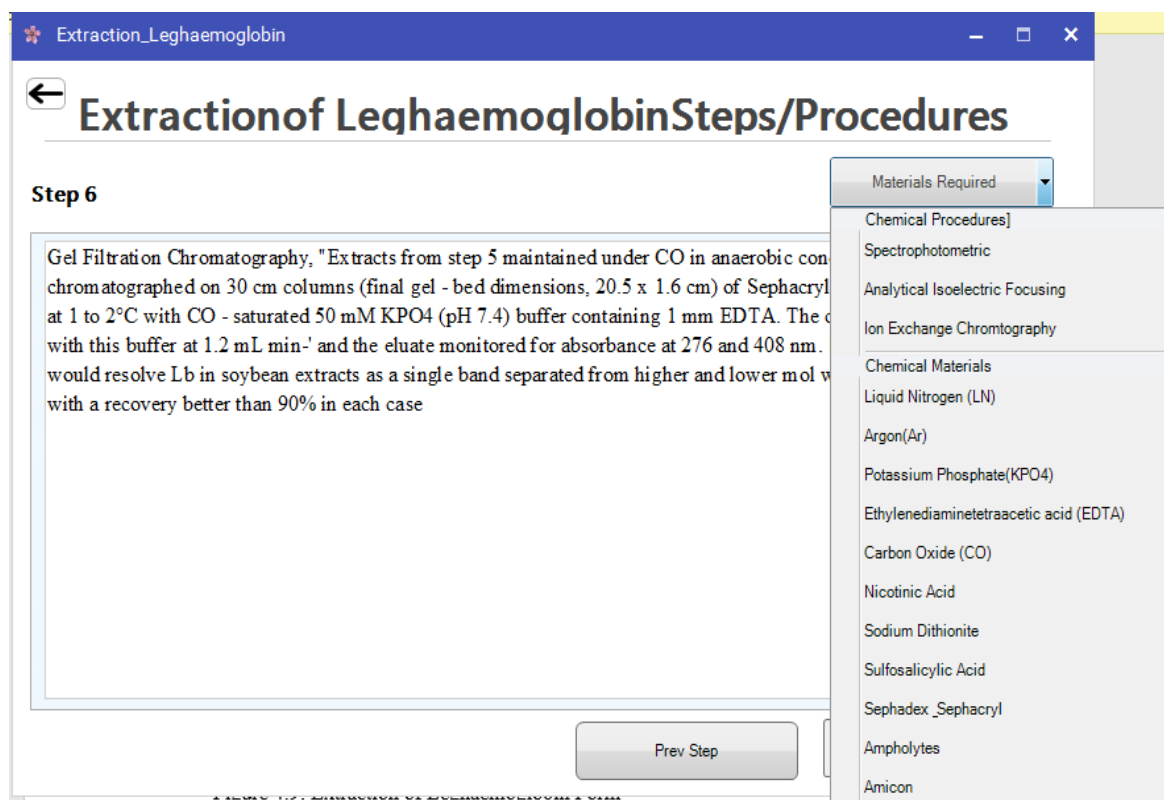 Extraction_Leghaemoglobin
Extractionof LeghaemoglobinSteps/Procedures
Step 6
Materials Required
Gel Filtration Chromatography, "Extracts from step 5 maintained under CO in anaerobic con
chromatographed on 30 cm columns (final gel - bed dimensions, 20.5 x 1.6 cm) of Sephacryl
at 1 to 2°C with CO - saturated 50 mM KPO4 (pH 7.4) buffer containing 1 mm EDTA. The
with this buffer at 1.2 mL min-' and the eluate monitored for absorbance at 276 and 408 nm.
would resolve Lb in soybean extracts as a single band separated from higher and lower mol
with a recovery better than 90% in each case
Chemical Procedures]
Spectrophotometric
Analytical Isoelectric Focusing
Ion Exchange Chromtography
Chemical Materials
Liquid Nitrogen (LN)
Argon(Ar)
Potassium Phosphate(KPO4)
Ethylenediaminetetraacetic acid (EDTA)
Carbon Oxide (CO)
Nicotinic Acid
Sodium Dithionite
Sulfosalicylic Acid
Sephadex _Sephacryl
Ampholytes
Amicon
Prev Step